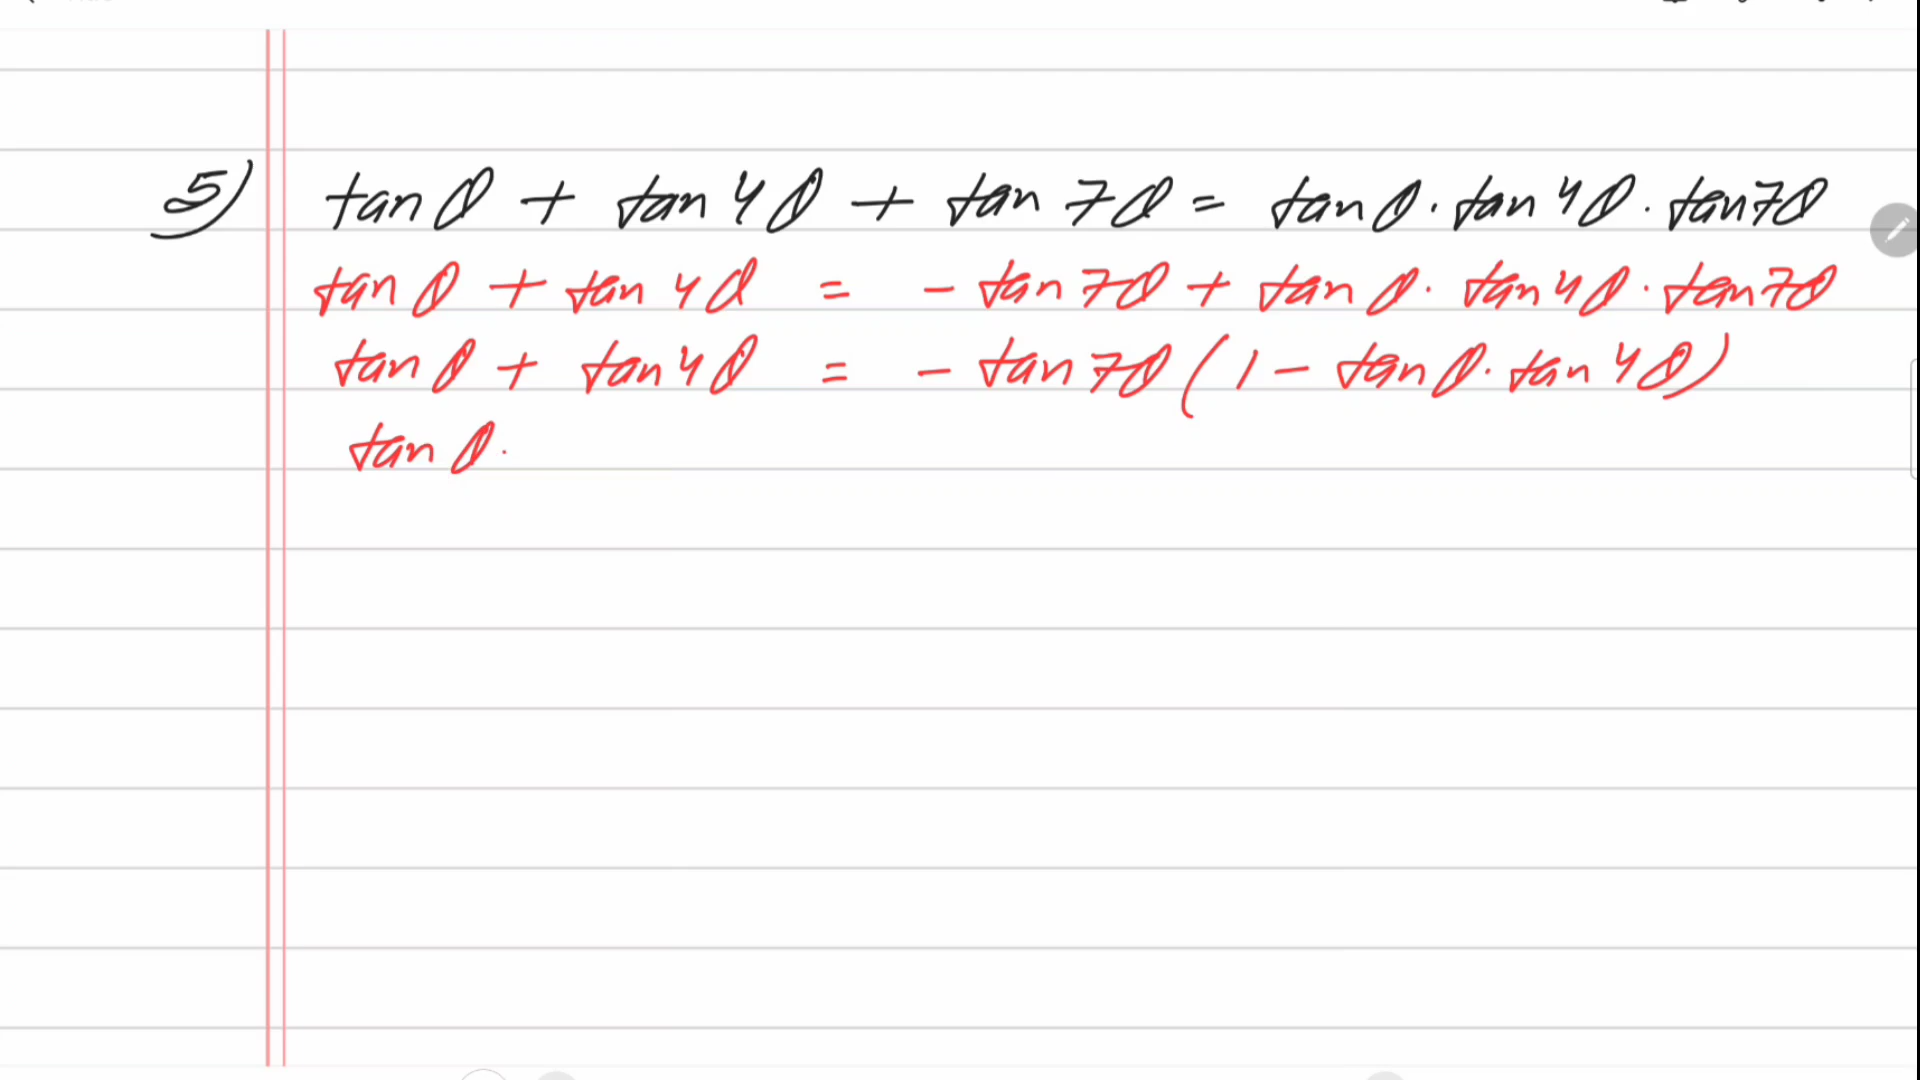 5) tan θ + tan 4θ + tan 7θ = tan θ . tan 4θ . tan 7θ
tan θ + tan 4θ = - tan 7θ + tan θ . tan 4θ . tan 7θ
tan θ + tan 4θ = - tan 7θ ( 1 - tan θ . tan 4θ )
tan θ .